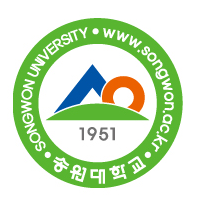 SONGWON UNIVERSITY • www.songwon.ac.kr
1951
• 송원대학교 •